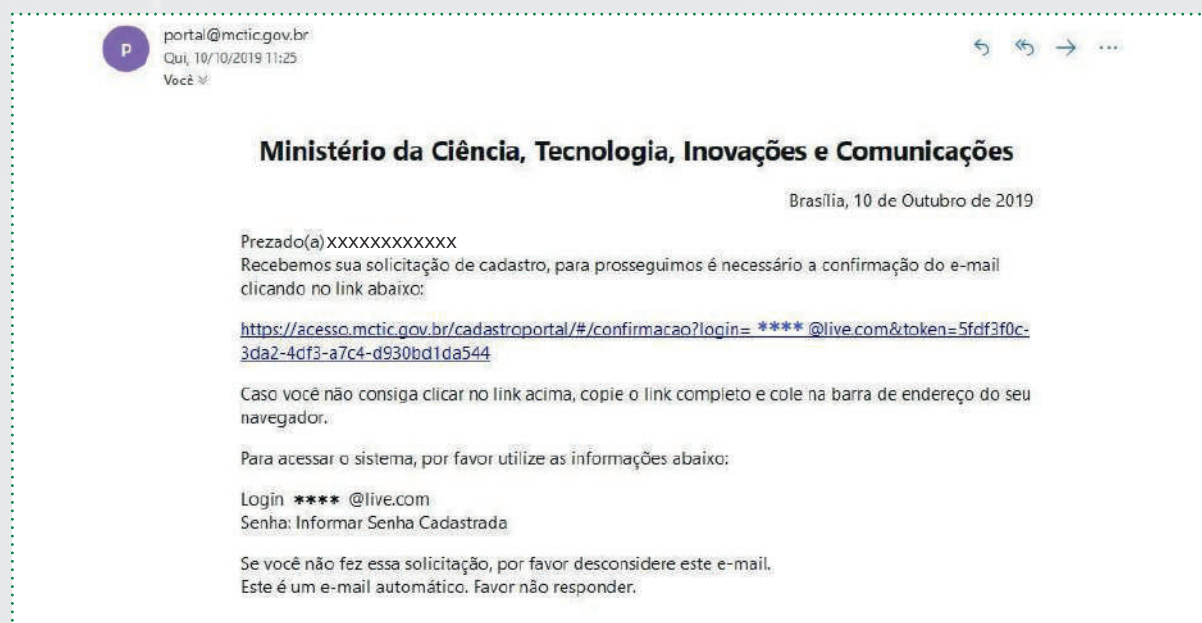 P
portal@mctic.gov.br
Qui, 10/10/2019 11:25
Você
Ministério da Ciência, Tecnologia, Inovações e Comunicações
Brasília, 10 de Outubro de 2019
Prezado(a)XXXXXXXXXXXX
Recebemos sua solicitação de cadastro, para prosseguimos é necessário a confirmação do e-mail
clicando no link abaixo:
https://acesso.mctic.gov.br/cadastroportal/#/confirmacao?login= **** @live.com&token=5fdf3f0c-
3da2-4df3-a7c4-d930bd1da544
Caso você não consiga clicar no link acima, copie o link completo e cole na barra de endereço do seu
navegador.
Para acessar o sistema, por favor utilize as informações abaixo:
Login **** @live.com
Senha: Informar Senha Cadastrada
Se você não fez essa solicitação, por favor desconsidere este e-mail.
Este é um e-mail automático. Favor não responder.